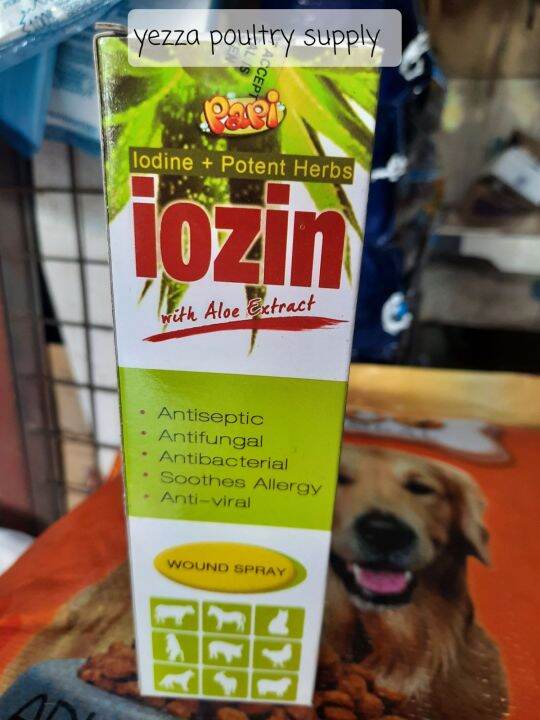 yezza poultry supply
Papi
Iodine + Potent Herbs
iozin
with Aloe Extract
• Antiseptic
• Antifungal
• Antibacterial
• Soothes Allergy
• Anti-viral
WOUND SPRAY